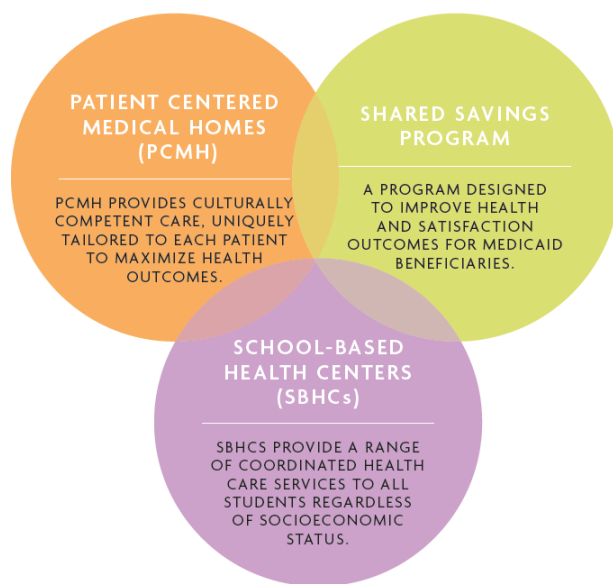 PATIENT CENTERED
MEDICAL HOMES
(PCMH)
PCMH PROVIDES CULTURALLY
COMPETENT CARE, UNIQUELY
TAILORED TO EACH PATIENT
TO MAXIMIZE HEALTH
OUTCOMES.
SHARED SAVINGS
PROGRAM
A PROGRAM DESIGNED
TO IMPROVE HEALTH
AND SATISFACTION
OUTCOMES FOR MEDICAID
BENEFICIARIES.
SCHOOL-BASED
HEALTH CENTERS
(SBHCs)
SBHCS PROVIDE A RANGE
OF COORDINATED HEALTH
CARE SERVICES TO ALL
STUDENTS REGARDLESS
OF SOCIOECONOMIC
STATUS.